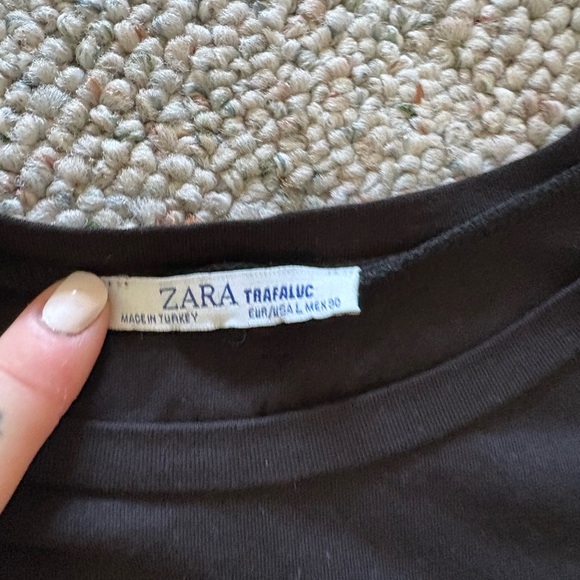 ZARA TRAFALUC
MADE IN TURKEY EUR/USA L MEX 30